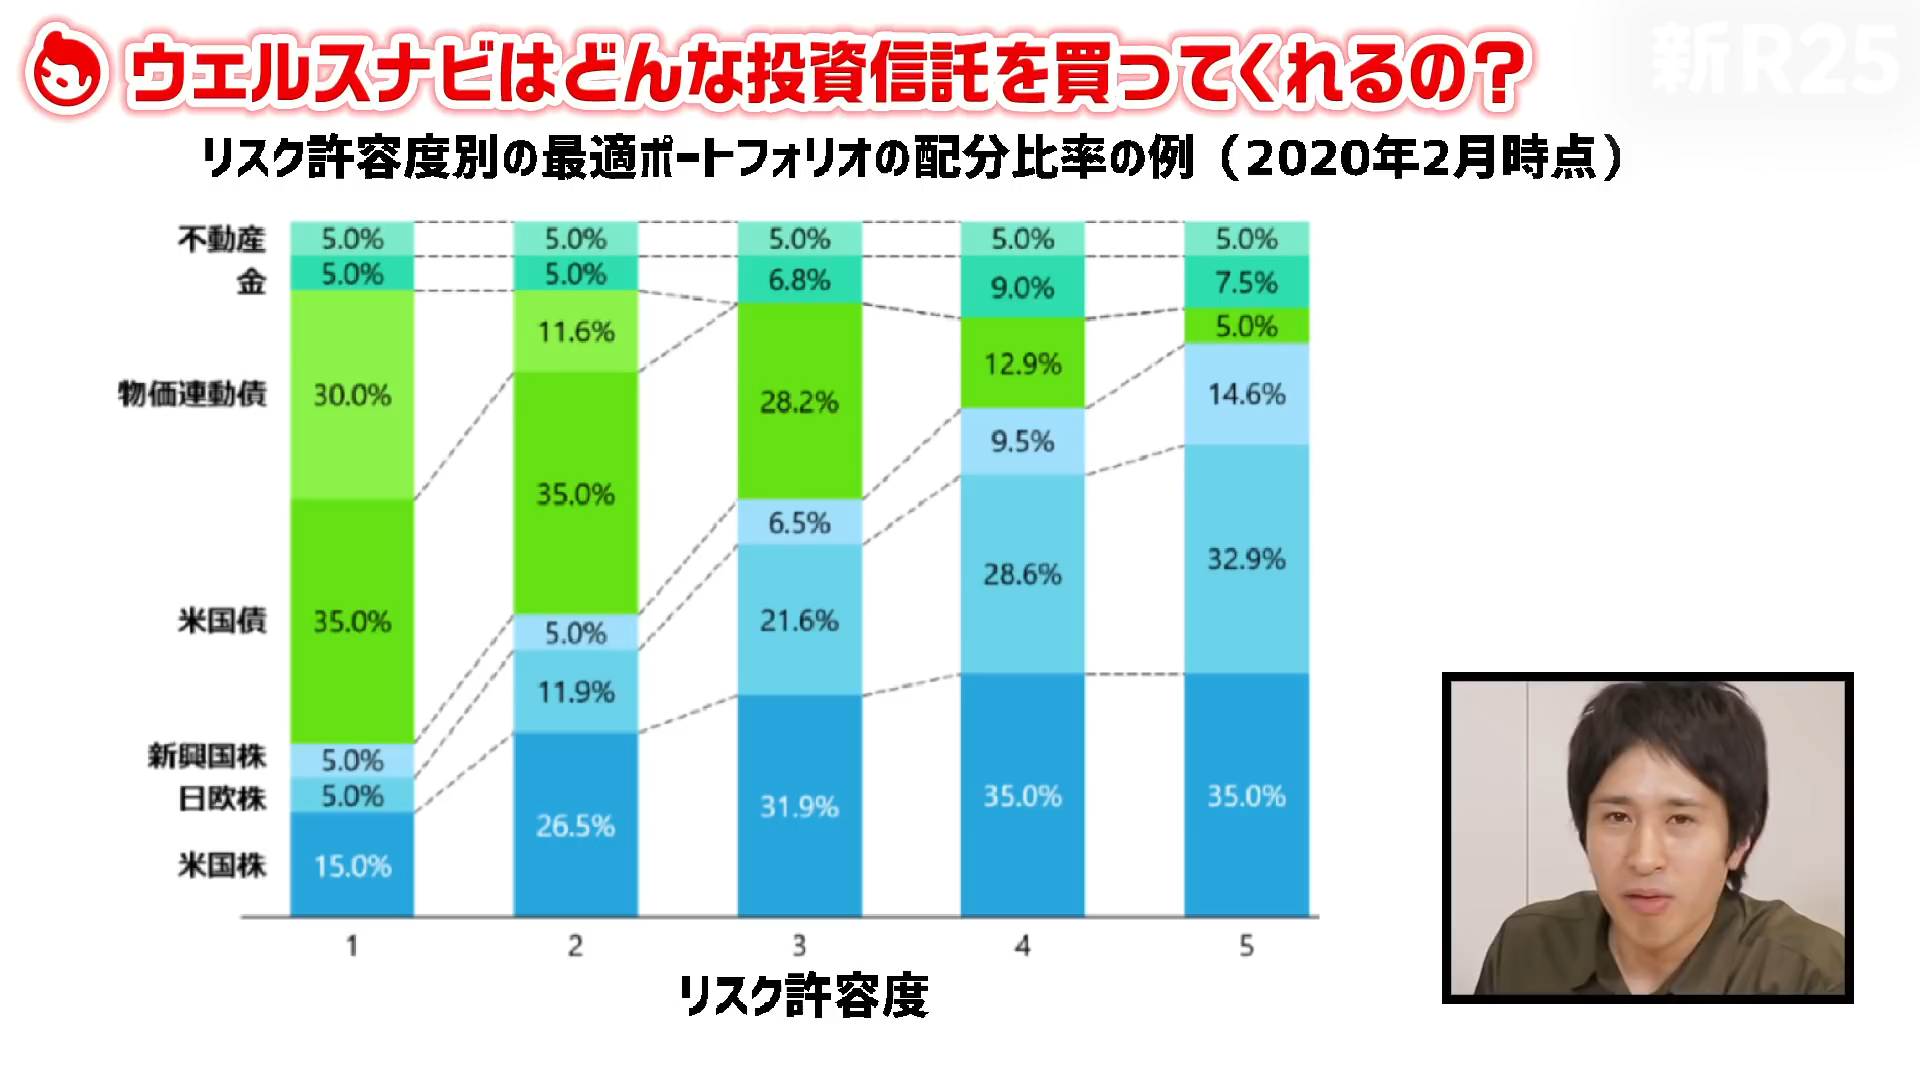 ウェルスナビはどんな投資信託を買ってくれるの?
新R25
リスク許容度別の最適ポートフォリオの配分比率の例（2020年2月時点）
不動産 5.0% 5.0% 5.0% 5.0% 5.0%
金 5.0% 5.0% 6.8% 9.0% 7.5%
物価連動債 30.0% 11.6%
米国債 35.0% 35.0% 28.2% 12.9% 5.0%
新興国株 5.0% 5.0% 6.5% 9.5% 14.6%
日欧株 5.0% 11.9% 21.6% 28.6% 32.9%
米国株 15.0% 26.5% 31.9% 35.0% 35.0%
1 2 3 4 5
リスク許容度